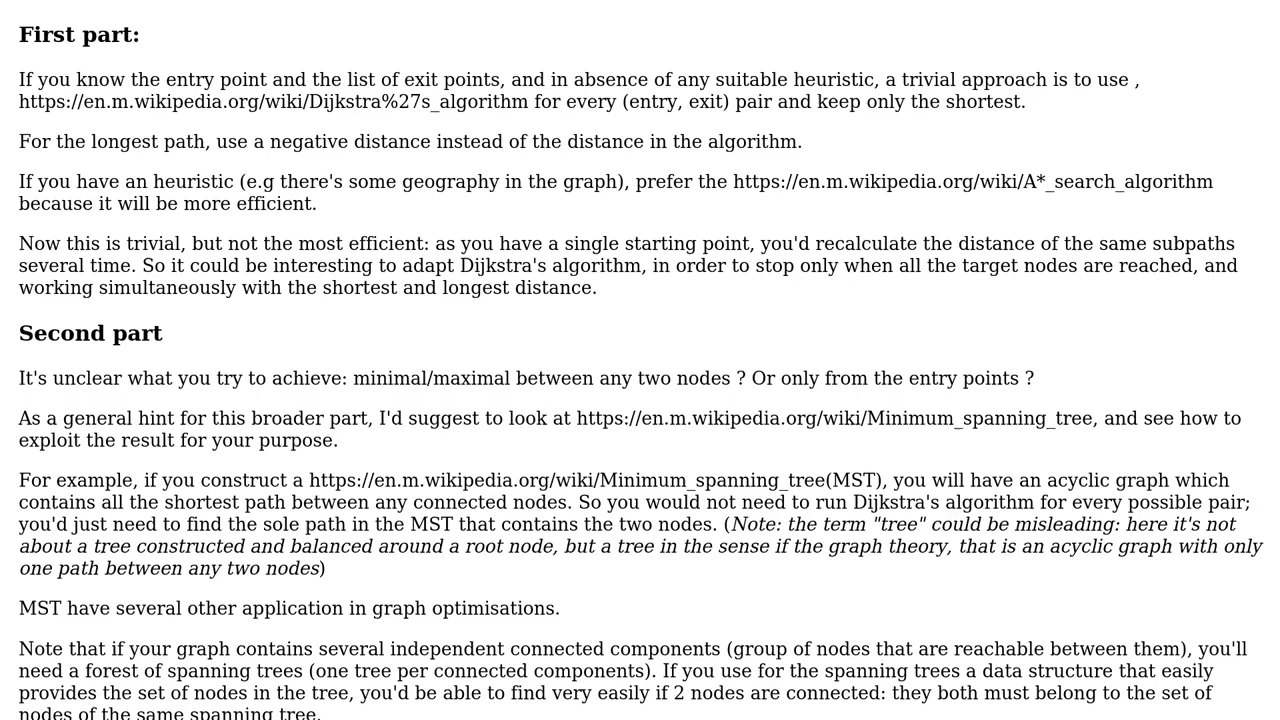 First part:
If you know the entry point and the list of exit points, and in absence of any suitable heuristic, a trivial approach is to use ,
https://en.m.wikipedia.org/wiki/Dijkstra%27s_algorithm for every (entry, exit) pair and keep only the shortest.
For the longest path, use a negative distance instead of the distance in the algorithm.
If you have an heuristic (e.g there's some geography in the graph), prefer the https://en.m.wikipedia.org/wiki/A*_search_algorithm
because it will be more efficient.
Now this is trivial, but not the most efficient: as you have a single starting point, you'd recalculate the distance of the same subpaths
several time. So it could be interesting to adapt Dijkstra's algorithm, in order to stop only when all the target nodes are reached, and
working simultaneously with the shortest and longest distance.
Second part
It's unclear what you try to achieve: minimal/maximal between any two nodes ? Or only from the entry points ?
As a general hint for this broader part, I'd suggest to look at https://en.m.wikipedia.org/wiki/Minimum_spanning_tree, and see how to
exploit the result for your purpose.
For example, if you construct a https://en.m.wikipedia.org/wiki/Minimum_spanning_tree(MST), you will have an acyclic graph which
contains all the shortest path between any connected nodes. So you would not need to run Dijkstra's algorithm for every possible pair;
you'd just need to find the sole path in the MST that contains the two nodes. (Note: the term "tree" could be misleading: here it's not
about a tree constructed and balanced around a root node, but a tree in the sense if the graph theory, that is an acyclic graph with only
one path between any two nodes)
MST have several other application in graph optimisations.
Note that if your graph contains several independent connected components (group of nodes that are reachable between them), you'll
need a forest of spanning trees (one tree per connected components). If you use for the spanning trees a data structure that easily
provides the set of nodes in the tree, you'd be able to find very easily if 2 nodes are connected: they both must belong to the set of
nodes of the same spanning tree.